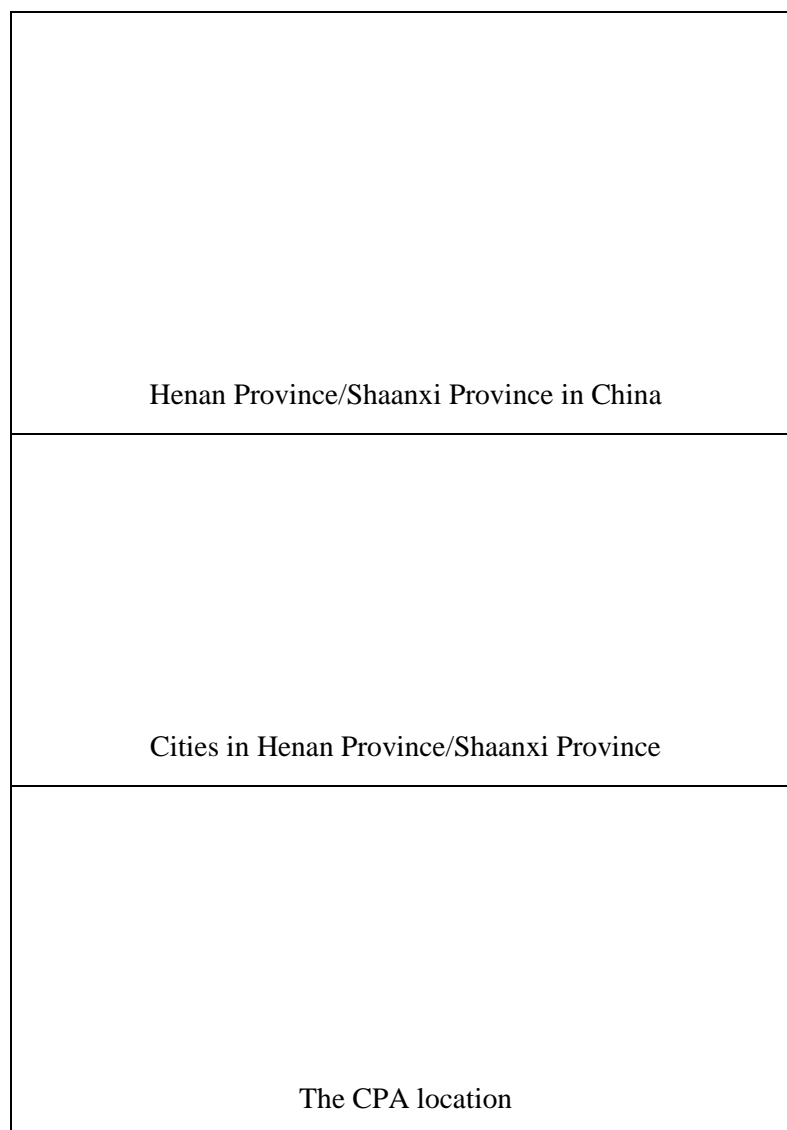 Henan Province/Shaanxi Province in China
Cities in Henan Province/Shaanxi Province
The CPA location